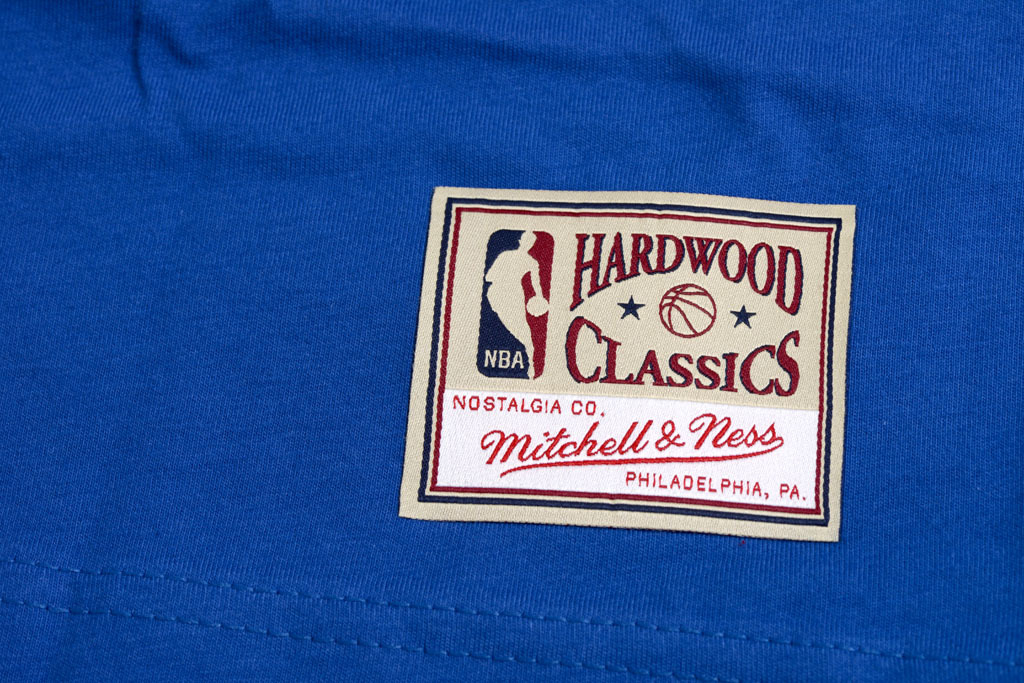 NBA
HARDWOOD
CLASSICS
NOSTALGIA CO.
Mitchell & Ness
PHILADELPHIA, PA.